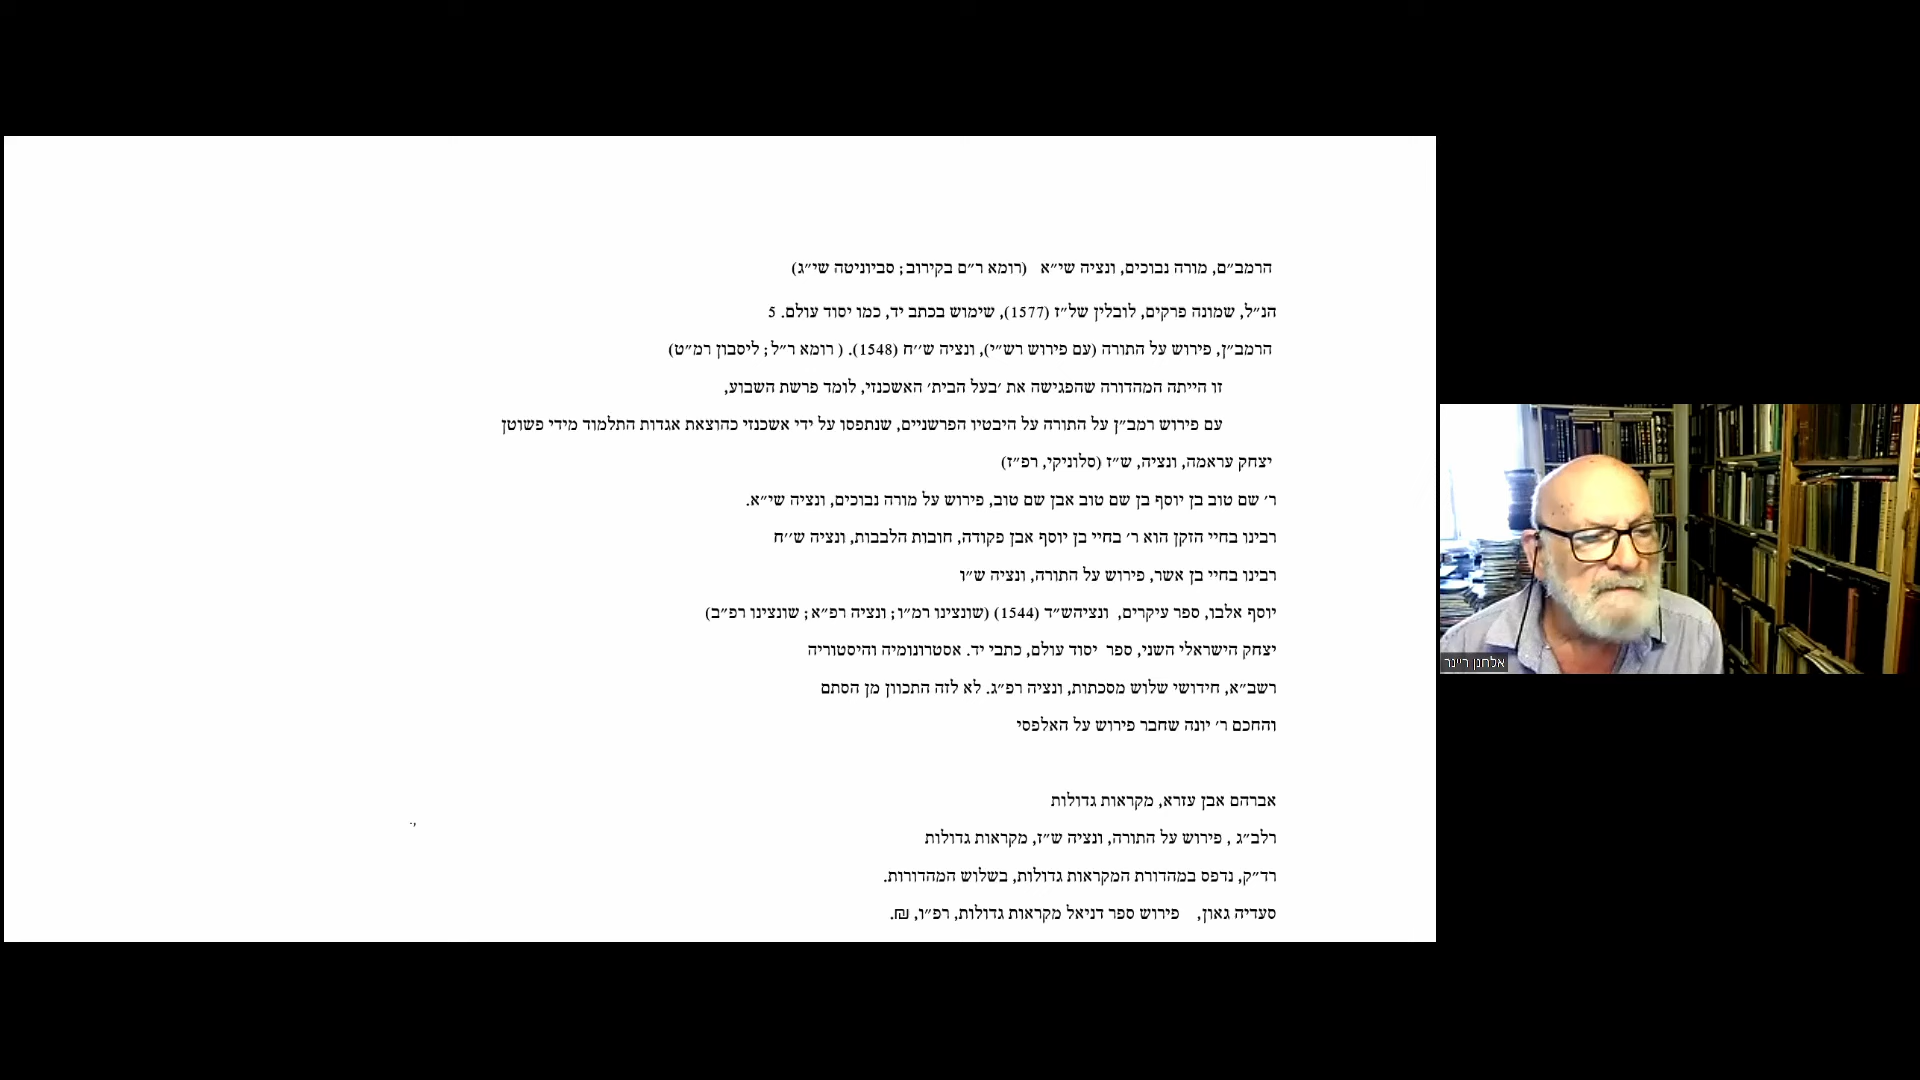 הרמב״ם, מורה נבוכים, ונציה שי״א (רומא ר״ם בקירוב; סביוניטה שי״ג)
הנ״ל, שמונה פרקים, לובלין של״ז (1577), שימוש בכתב יד, כמו יסוד עולם. 5
הרמב״ן, פירוש על התורה (עם פירוש רש״י), ונציה ש׳׳ח (1548). ( רומא ר״ל; ליסבון רמ״ט)
זו הייתה המהדורה שהפגישה את ׳בעל הבית׳ האשכנזי, לומד פרשת השבוע,
עם פירוש רמב״ן על התורה על היבטיו הפרשניים, שנתפסו על ידי אשכנזי כהוצאת אגדות התלמוד מידי פשוטן
יצחק עראמה, ונציה, ש״ז (סלוניקי, רפ״ז)
ר׳ שם טוב בן יוסף בן שם טוב אבן שם טוב, פירוש על מורה נבוכים, ונציה שי״א.
רבינו בחיי הזקן הוא ר׳ בחיי בן יוסף אבן פקודה, חובות הלבבות, ונציה ש׳׳ח
רבינו בחיי בן אשר, פירוש על התורה, ונציה ש״ו
יוסף אלבו, ספר עיקרים, ונציהש״ד (1544) (שונצינו רמ״ו; ונציה רפ״א; שונצינו רפ״ב)
יצחק הישראלי השני, ספר יסוד עולם, כתבי יד. אסטרונומיה והיסטוריה
רשב״א, חידושי שלוש מסכתות, ונציה רפ״ג. לא לזה התכוון מן הסתם
והחכם ר׳ יונה שחבר פירוש על האלפסי
אברהם אבן עזרא, מקראות גדולות
רלב״ג , פירוש על התורה, ונציה ש״ז, מקראות גדולות
רד״ק, נדפס במהדורת המקראות גדולות, בשלוש המהדורות.
סעדיה גאון, פירוש ספר דניאל מקראות גדולות, רפ״ו, ₪.
,.
אלחנן ריינר